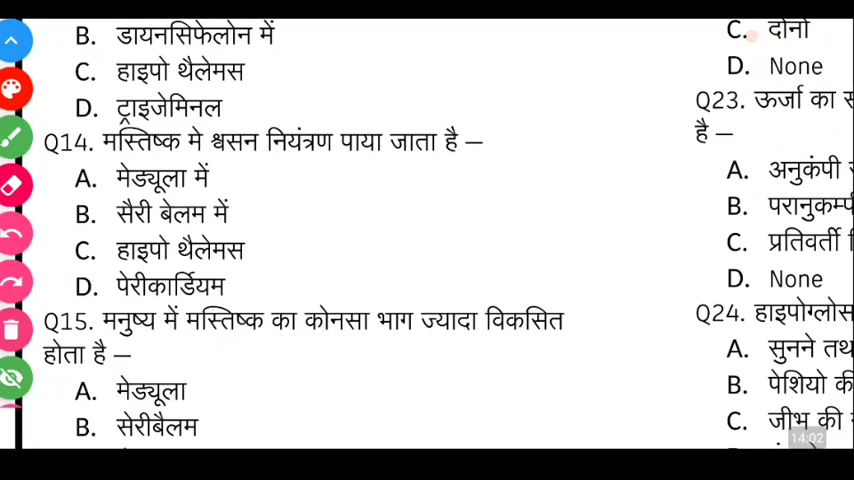 B. डायनसिफेलोन में
C. हाइपो थैलेमस
D. ट्राइजेमिनल
Q14. मस्तिष्क मे श्वसन नियंत्रण पाया जाता है —
A. मेड्यूला में
B. सैरी बेलम में
C. हाइपो थैलेमस
D. पेरीकार्डियम
Q15. मनुष्य में मस्तिष्क का कोनसा भाग ज्यादा विकसित
होता है —
A. मेड्यूला
B. सेरीबैलम
C. दोनों
D. None
Q23. ऊर्जा का
है —
A. अनुकंपी
B. परानुकम्पी
C. प्रतिवर्ती
D. None
Q24. हाइपोग्लोस
A. सुनने तथ
B. पेशियो की
C. जीभ की
14:02